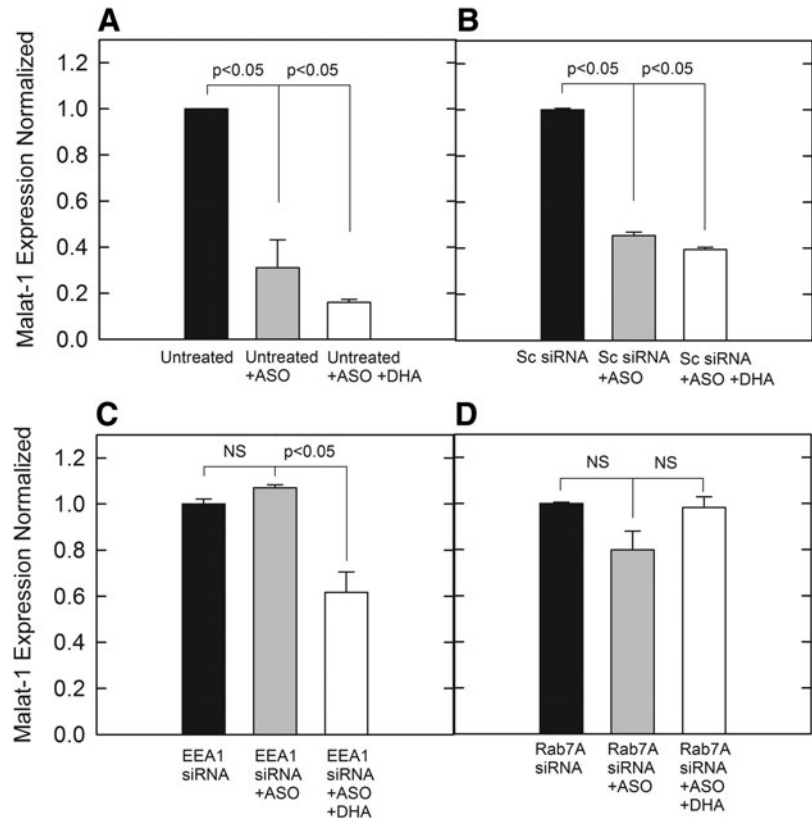 A
Malat-1 Expression Normalized
1.2
1.0
0.8
0.6
0.4
0.2
0.0
p<0.05 p<0.05
Untreated
Untreated
+ASO
Untreated
+ASO +DHA
B
p<0.05 p<0.05
Sc siRNA
Sc siRNA
+ASO
Sc siRNA
+ASO +DHA
C
Malat-1 Expression Normalized
1.2
1.0
0.8
0.6
0.4
0.2
0.0
NS p<0.05
EEA1
siRNA
EEA1
siRNA
+ASO
EEA1
siRNA
+ASO
+DHA
D
NS NS
Rab7A
siRNA
Rab7A
siRNA
+ASO
Rab7A
siRNA
+ASO
+DHA